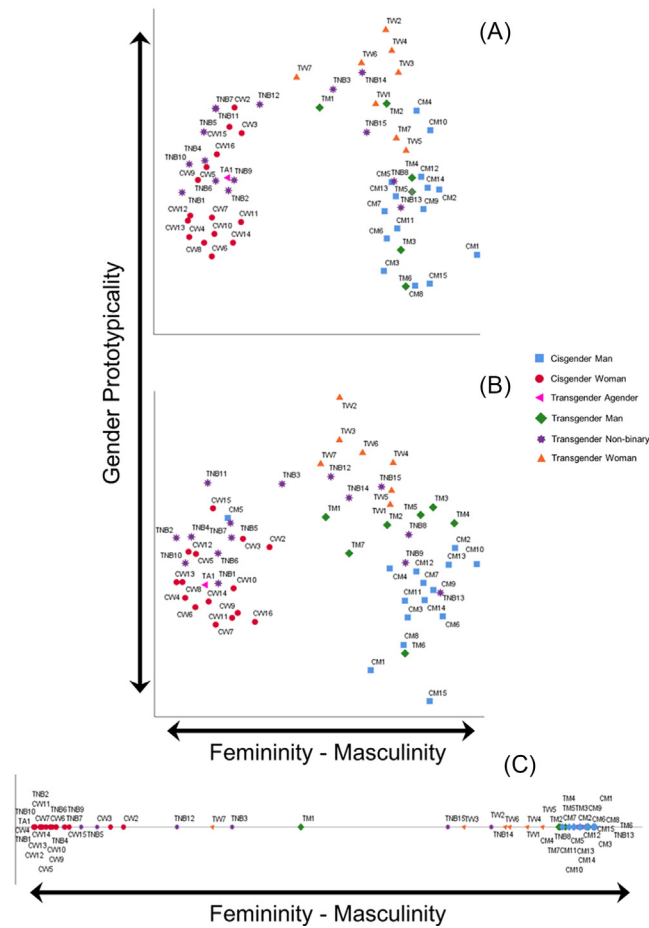 (A)
TW2
TW4
TW6
TW3
TW7
TNB14
TNB3
TNB7 CW2 TNB12
TM1
TW1
TM2
CM4
TNB5
TNB11
CW3
CW15
TNB15
CM10
TM7
TW5
TNB4
CW16
TNB10
CW5
TA1
CW9
TNB9
TNB6
TNB2
TNB1
TM4
CM12
CM5
TNB8
CM14
CM13
TM5
CM2
TNB13
CM7
CM9
CW12
CW7
CW11
CW13
CW4
CW10
CW14
CW8
CW6
CM11
CM6
TM3
CM1
CM3
TM6
CM15
CM8
Gender Prototypicality
Cisgender Man
Cisgender Woman
Transgender Agender
Transgender Man
Transgender Non-binary
Transgender Woman
(B)
TW2
TW3
TW6
TW7
TW4
TNB12
TNB11
TNB3
TNB15
TNB14
TW5
TW1
CW15
CM5
TM1
TM2
TM5
TM3
TM4
TNB2
TNB4
TNB7
TNB5
CW2
TNB8
CW12
CW3
CM2
TNB10
CW5
TNB6
TM7
TNB9
CM13
CM10
CW13
TA1
TNB1
CM12
CM4
CM7
CW8
CW10
CW4
CW14
CM9
CM11
TNB13
CW6
CW9
CM3
CM14
CW11
CW16
CM6
CW7
CM8
TM6
CM1
CM15
Femininity - Masculinity
(C)
TNB2
CW11
TNB10
TNB6 TNB9
TA1
CW7 CW6 TNB7
CW3
CW2
TNB12
TW7
TNB3
TM1
TNB15 TW3
TW2
TW6
TW4
TW5
TM2
TM4
TM5 TM3 CM9
CM1
CM7 CM2 CM6 CM8
CM15
TM6
CW4
CW14
CW15 TNB5
TNB1
TNB4
CW13 CW10
CW12
CW9
CW5
TNB14
CM4
TNB8 CM5 CM12
TNB13
CM3
TM7 CM11 CM13
CM14
CM10
Femininity - Masculinity